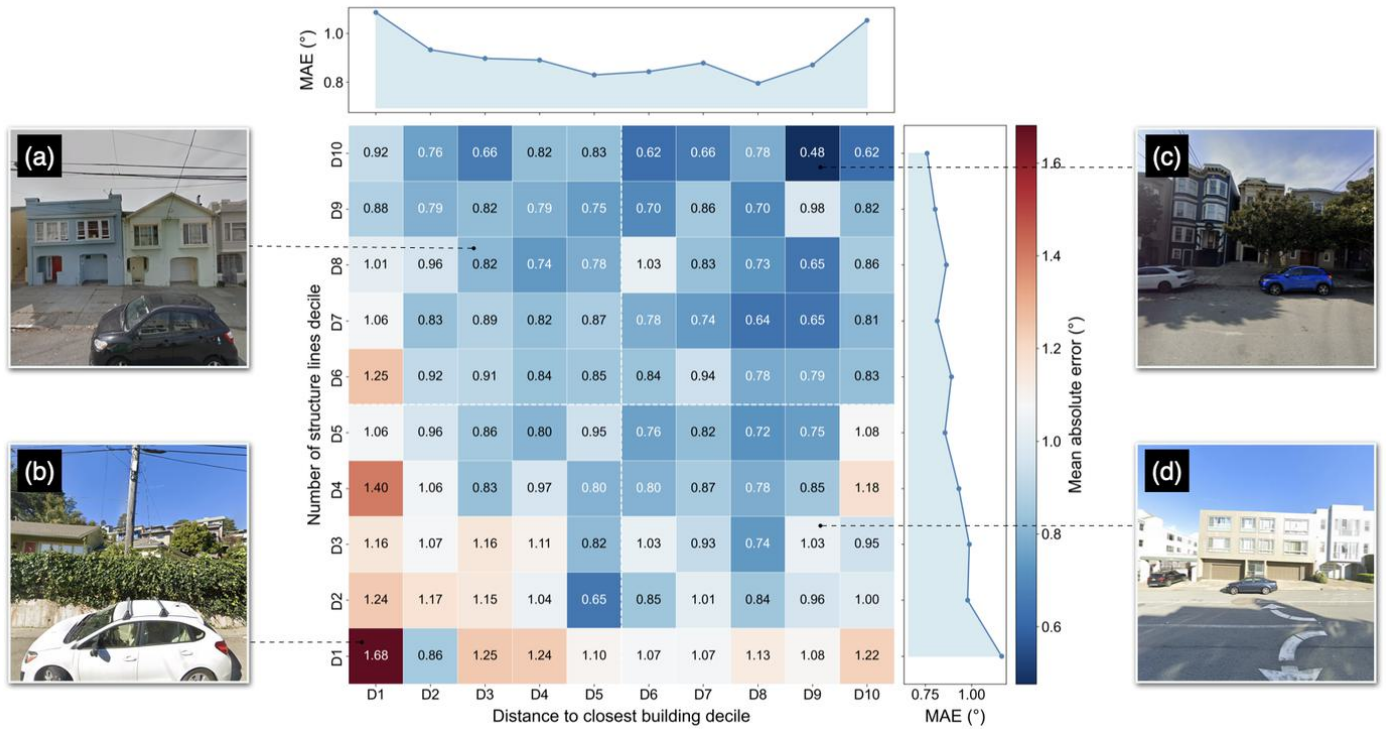 MAE (°)
1.0
0.8
(a)
(b)
(c)
(d)
Number of structure lines decile
D10 0.92 0.76 0.66 0.82 0.83 0.62 0.66 0.78 0.48 0.62
D9 0.88 0.79 0.82 0.79 0.75 0.70 0.86 0.70 0.98 0.82
D8 1.01 0.96 0.82 0.74 0.78 1.03 0.83 0.73 0.65 0.86
D7 1.06 0.83 0.89 0.82 0.87 0.78 0.74 0.64 0.65 0.81
D6 1.25 0.92 0.91 0.84 0.85 0.84 0.94 0.78 0.79 0.83
D5 1.06 0.96 0.86 0.80 0.95 0.76 0.82 0.72 0.75 1.08
D4 1.40 1.06 0.83 0.97 0.80 0.80 0.87 0.78 0.85 1.18
D3 1.16 1.07 1.16 1.11 0.82 1.03 0.93 0.74 1.03 0.95
D2 1.24 1.17 1.15 1.04 0.65 0.85 1.01 0.84 0.96 1.00
D1 1.68 0.86 1.25 1.24 1.10 1.07 1.07 1.13 1.08 1.22
D1 D2 D3 D4 D5 D6 D7 D8 D9 D10
Distance to closest building decile
0.75 1.00
MAE (°)
1.6
1.4
1.2
1.0
0.8
0.6
Mean absolute error (°)